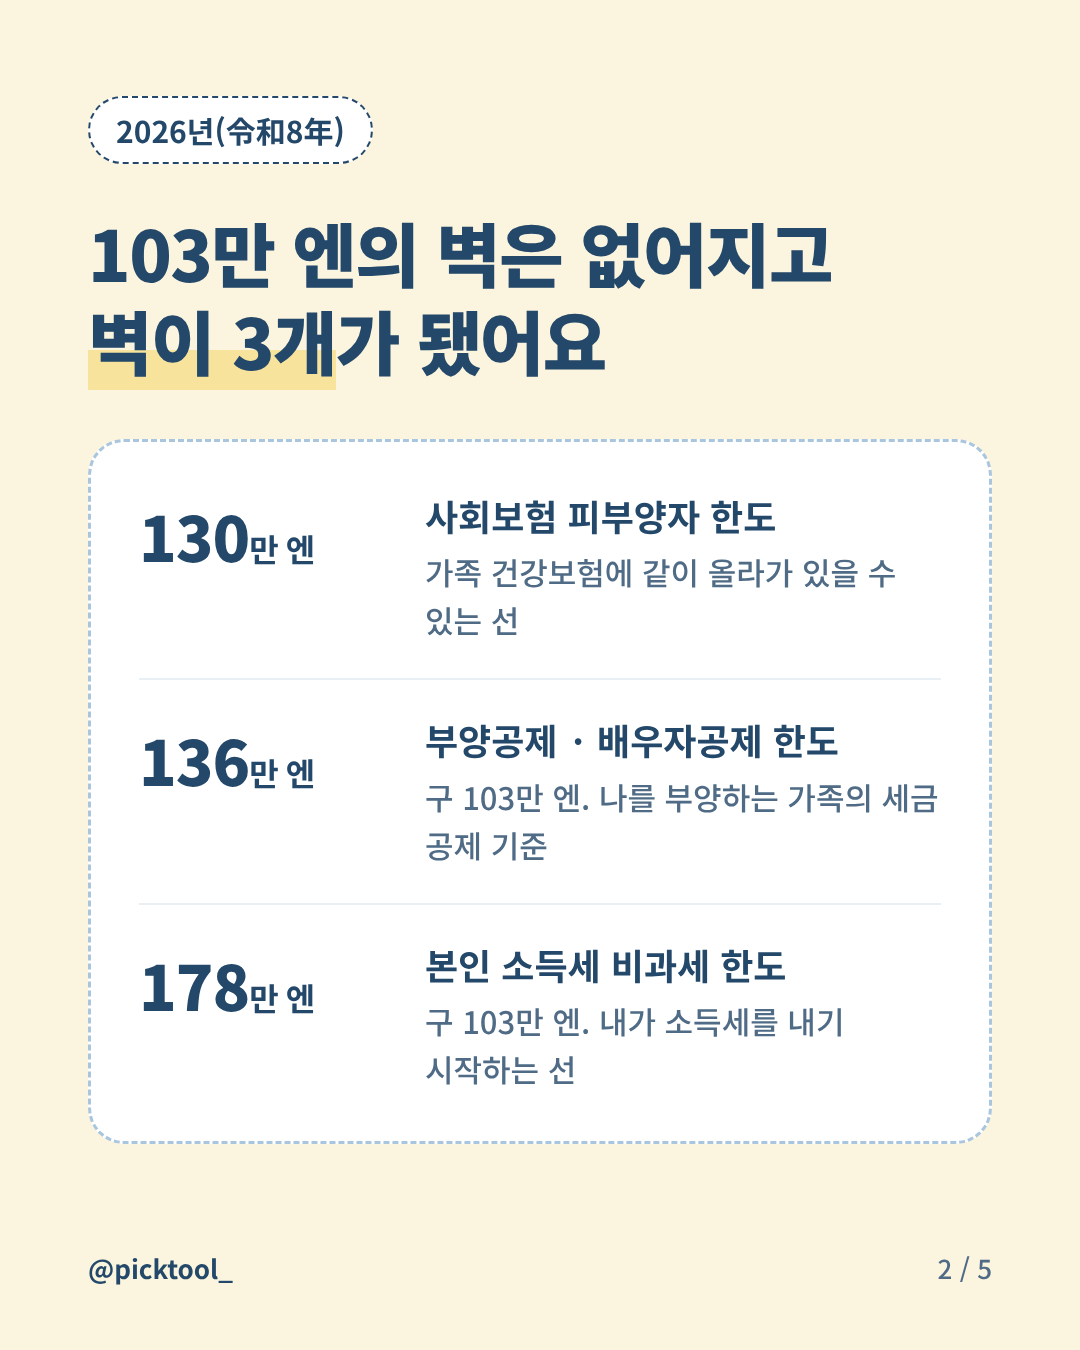 2026년(令和8年)
103만 엔의 벽은 없어지고
벽이 3개가 됐어요
130만 엔
사회보험 피부양자 한도
가족 건강보험에 같이 올라가 있을 수
있는 선
136만 엔
부양공제 · 배우자공제 한도
구 103만 엔. 나를 부양하는 가족의 세금
공제 기준
178만 엔
본인 소득세 비과세 한도
구 103만 엔. 내가 소득세를 내기
시작하는 선
@picktool_
2 / 5